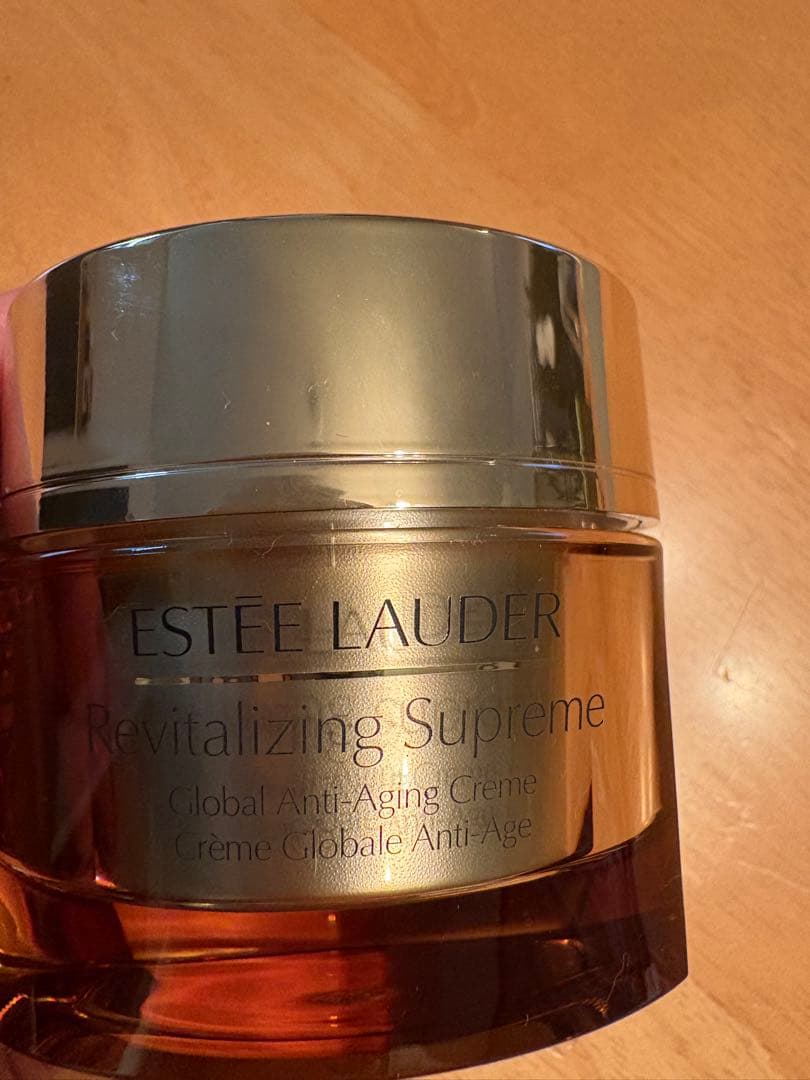 ESTĒE LAUDER
Revitalizing Supreme
Global Anti-Aging Creme
Crème Globale Anti-Age